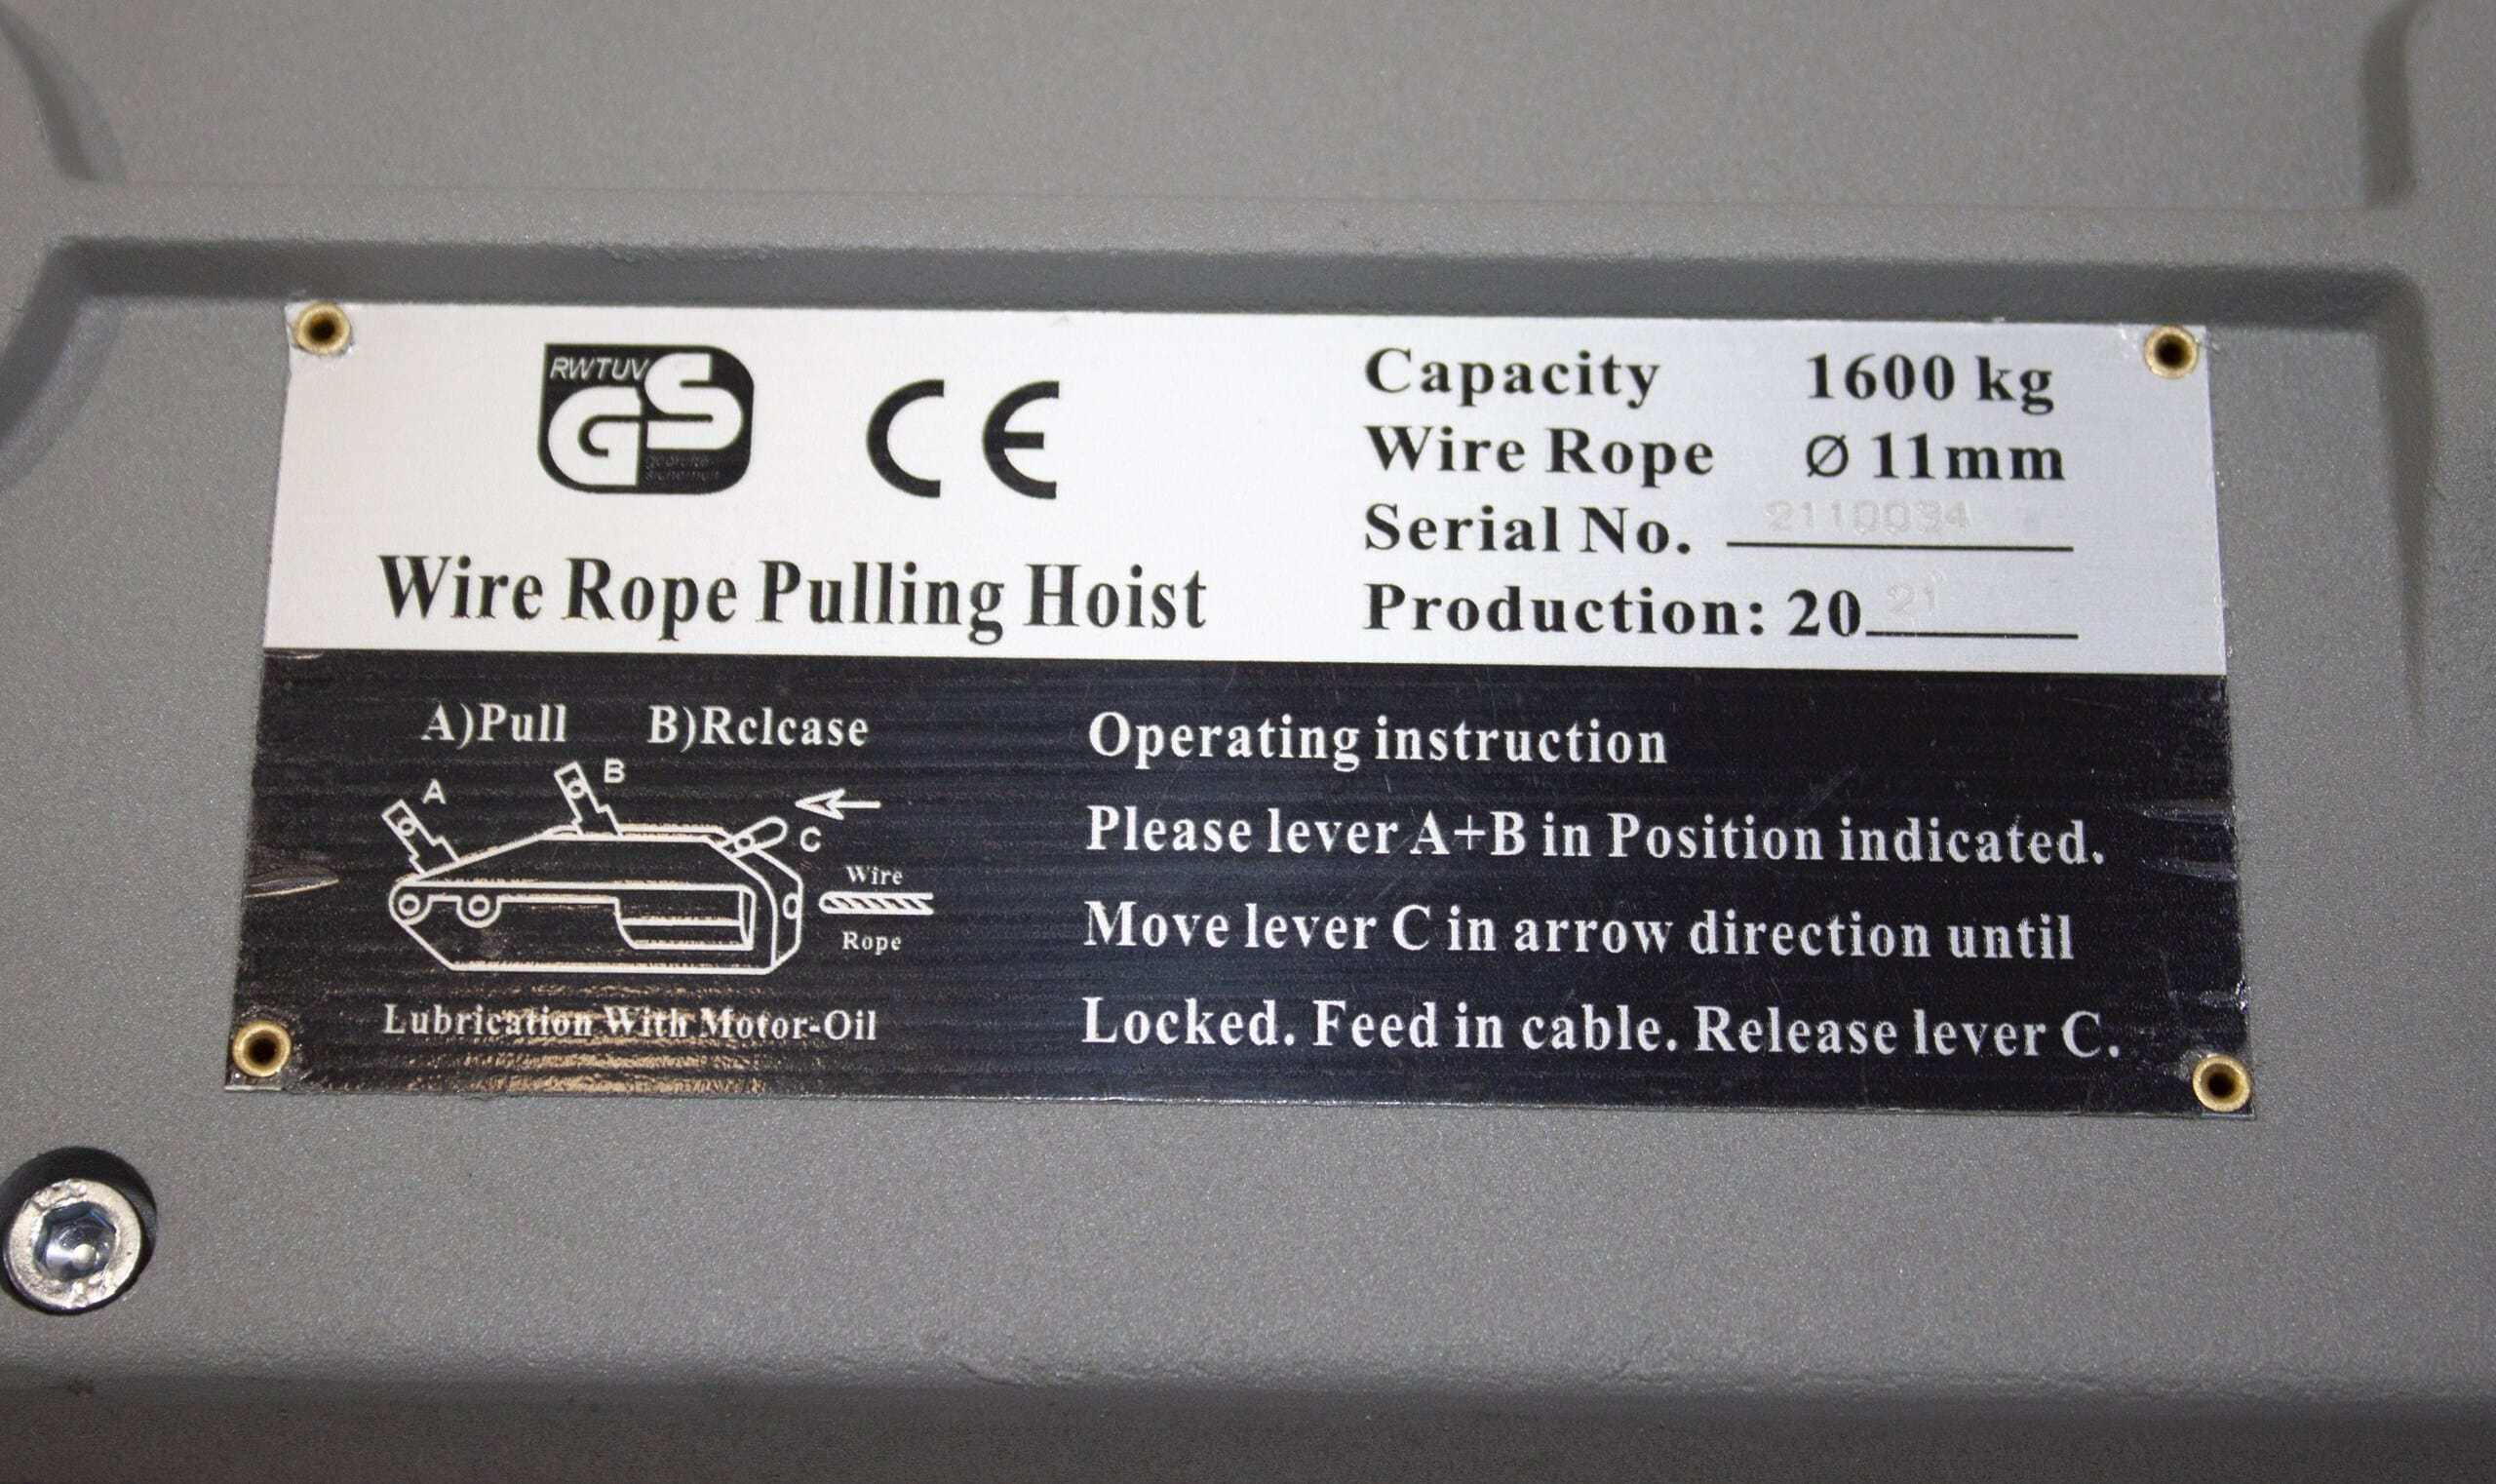 RWTUV
GS
CE
Capacity 1600 kg
Wire Rope Ø 11mm
Serial No. 2110034
Production: 20 21
Wire Rope Pulling Hoist
A)Pull B)Rclcase
A
B
C
Wire
Rope
Lubrication With Motor-Oil
Operating instruction
Please lever A+B in Position indicated.
Move lever C in arrow direction until
Locked. Feed in cable. Release lever C.